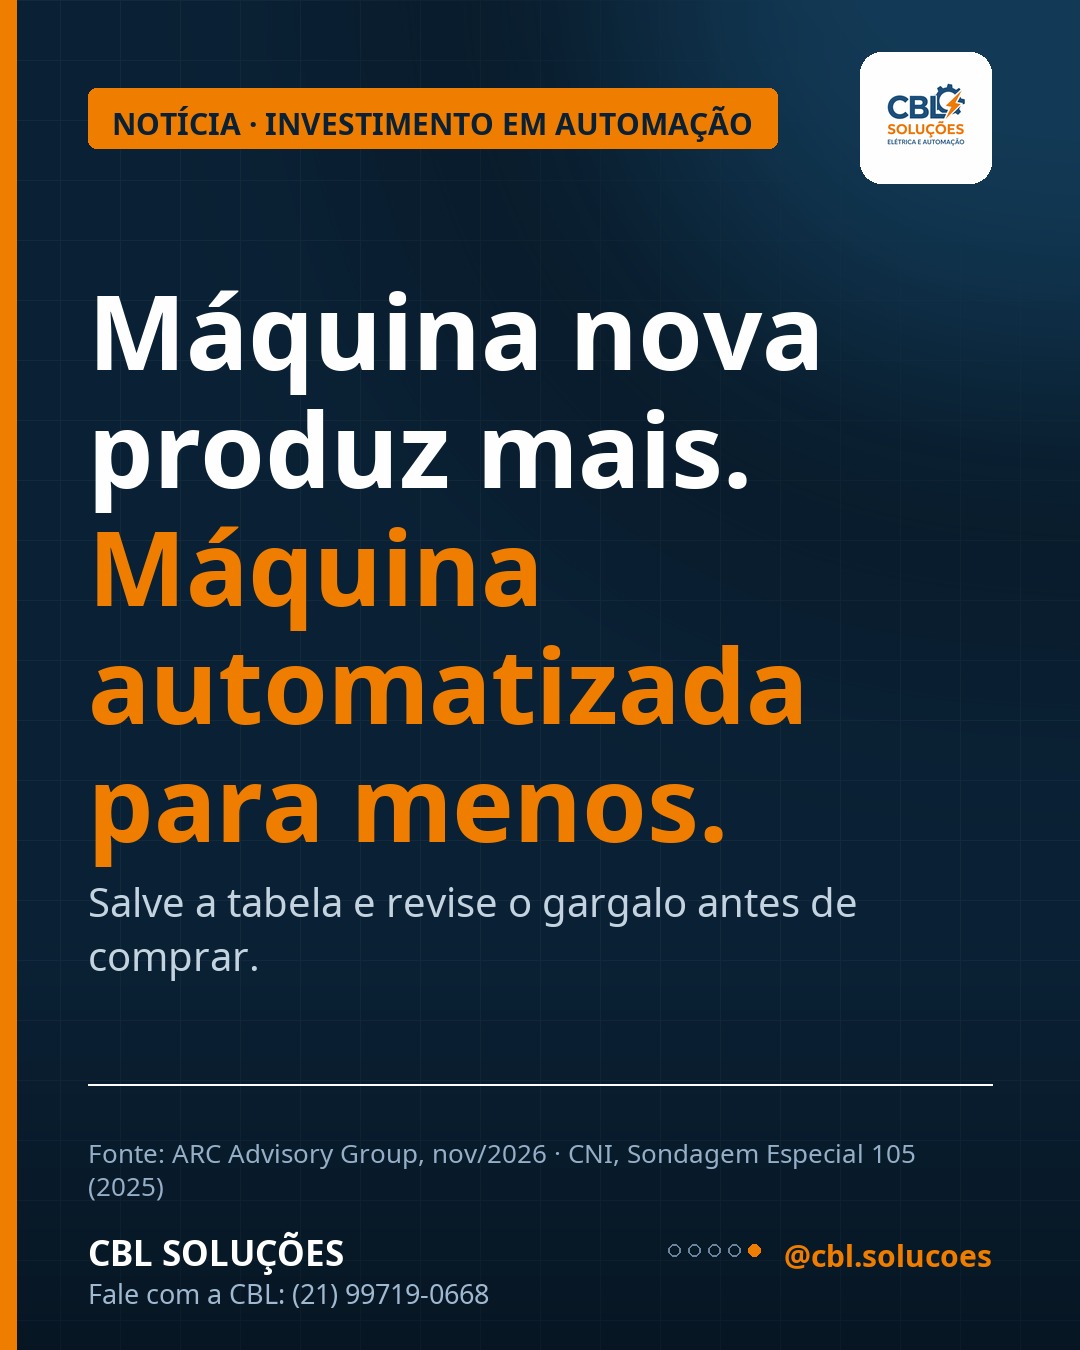 NOTÍCIA · INVESTIMENTO EM AUTOMAÇÃO
CBL
SOLUÇÕES
ELÉTRICA E AUTOMAÇÃO
Máquina nova
produz mais.
Máquina
automatizada
para menos.
Salve a tabela e revise o gargalo antes de
comprar.
Fonte: ARC Advisory Group, nov/2026 · CNI, Sondagem Especial 105
(2025)
CBL SOLUÇÕES
Fale com a CBL: (21) 99719-0668
@cbl.solucoes